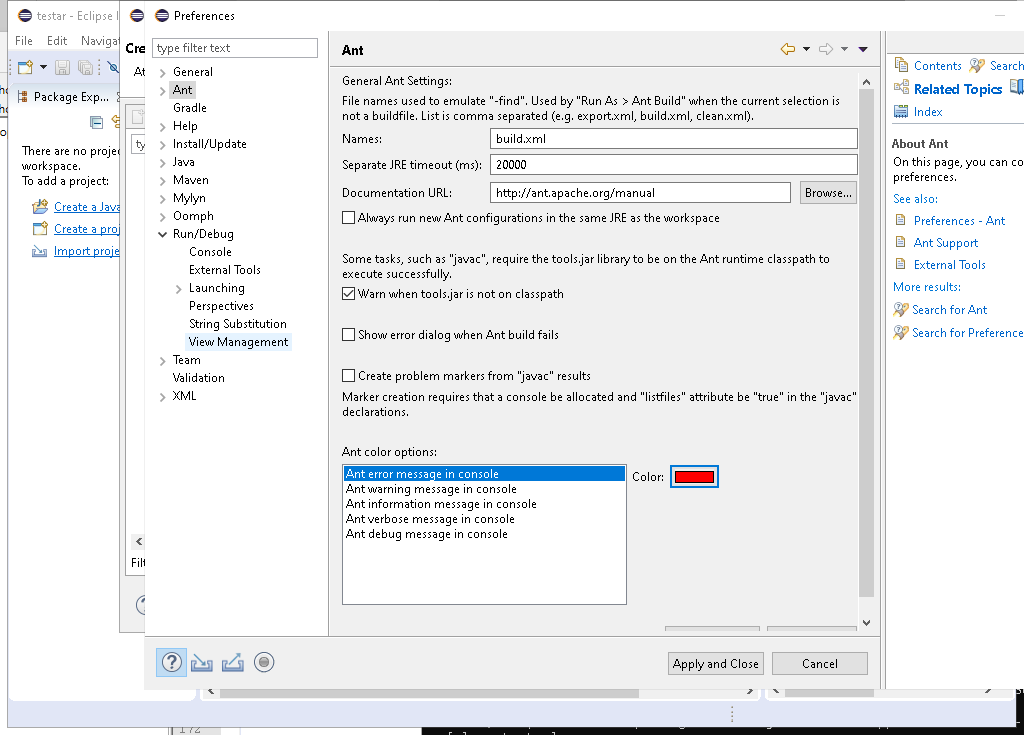 testar - Eclipse
Preferences
File Edit Navigat
Cre
type filter text
Ant
At
Contents
Search
Package Exp...
General
General Ant Settings:
Related Topics
Ant
File names used to emulate "-find". Used by "Run As > Ant Build" when the current selection is
Gradle
not a buildfile. List is comma separated (e.g. export.xml, build.xml, clean.xml).
Index
Help
Names:
build.xml
Install/Update
About Ant
There are no projec
ty
Java
Separate JRE timeout (ms):
20000
On this page, you can co
workspace.
preferences.
To add a project:
Maven
Mylyn
Documentation URL:
http://ant.apache.org/manual
Browse...
See also:
Create a Java
Oomph
Always run new Ant configurations in the same JRE as the workspace
Preferences - Ant
Create a proj
Run/Debug
Ant Support
Import proje
Console
Some tasks, such as "javac", require the tools.jar library to be on the Ant runtime classpath to
External Tools
External Tools
execute successfully.
Launching
Warn when tools.jar is not on classpath
More results:
Perspectives
Search for Ant
String Substitution
Show error dialog when Ant build fails
Search for Preference
View Management
Team
Validation
Create problem markers from "javac" results
XML
Marker creation requires that a console be allocated and "listfiles" attribute be "true" in the "javac"
declarations.
Ant color options:
Ant error message in console
Color:
Ant warning message in console
Ant information message in console
Ant verbose message in console
Ant debug message in console
Filt
Apply and Close
Cancel
172